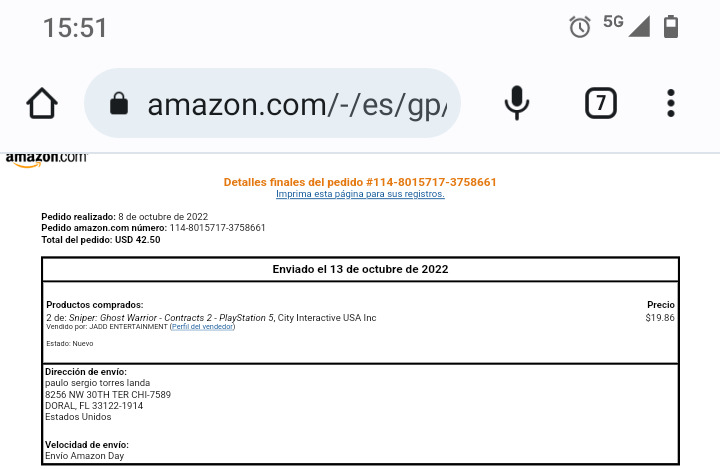 15:51
5G
amazon.com/-/es/gp/
7
amazon.com
Detalles finales del pedido #114-8015717-3758661
Imprima esta página para sus registros.
Pedido realizado: 8 de octubre de 2022
Pedido amazon.com número: 114-8015717-3758661
Total del pedido: USD 42.50
Enviado el 13 de octubre de 2022
Productos comprados: Precio
2 de: Sniper: Ghost Warrior - Contracts 2 - PlayStation 5, City Interactive USA Inc $19.86
Vendido por: JADD ENTERTAINMENT (Perfil del vendedor)
Estado: Nuevo
Dirección de envío:
paulo sergio torres landa
8256 NW 30TH TER CHI-7589
DORAL, FL 33122-1914
Estados Unidos
Velocidad de envío:
Envío Amazon Day